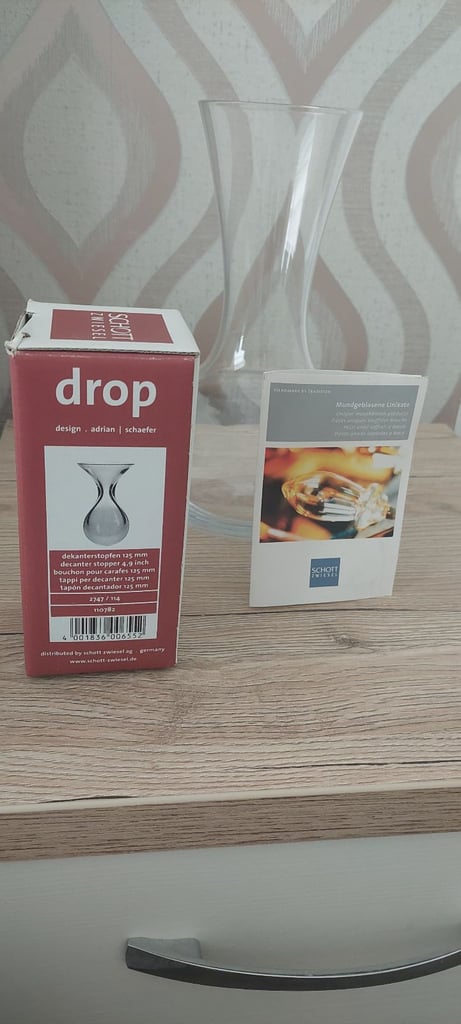 SCHOTT
ZWIESEL
drop
design . adrian | schaefer
dekanterstopfen 125 mm
decanter stopper 4,9 inch
bouchon pour carafes 125 mm
tappi per decanter 125 mm
tapón decantador 125 mm
2747 / 114
110782
4 001836 006552
distributed by schott zwiesel ag . germany
www.schott-zwiesel.de
Mundgeblasene Unikate
SCHOTT
ZWIESEL